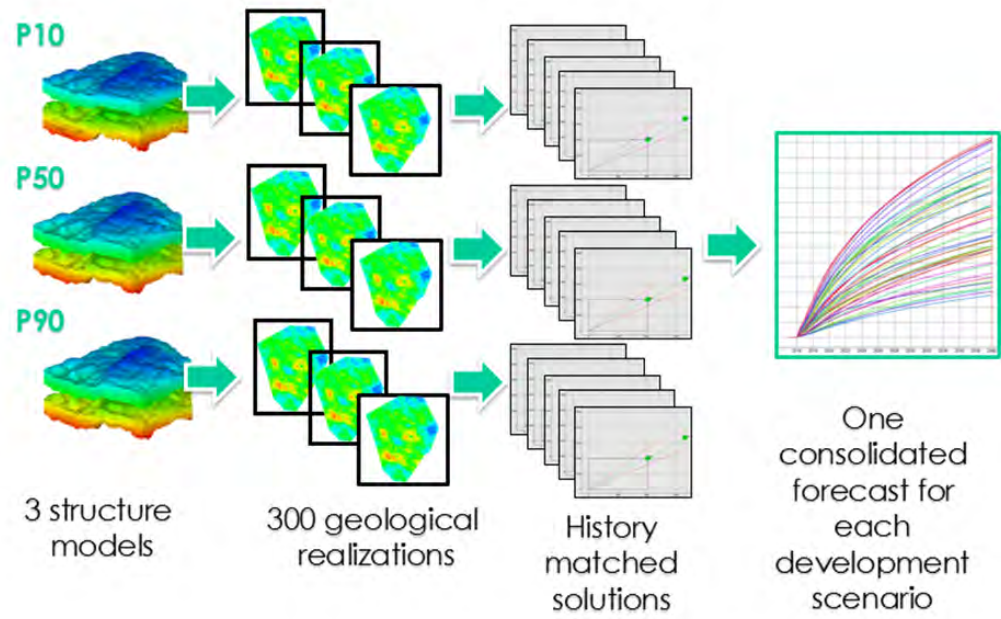 P10
P50
P90
3 structure
models
300 geological
realizations
History
matched
solutions
One
consolidated
forecast for
each
development
scenario